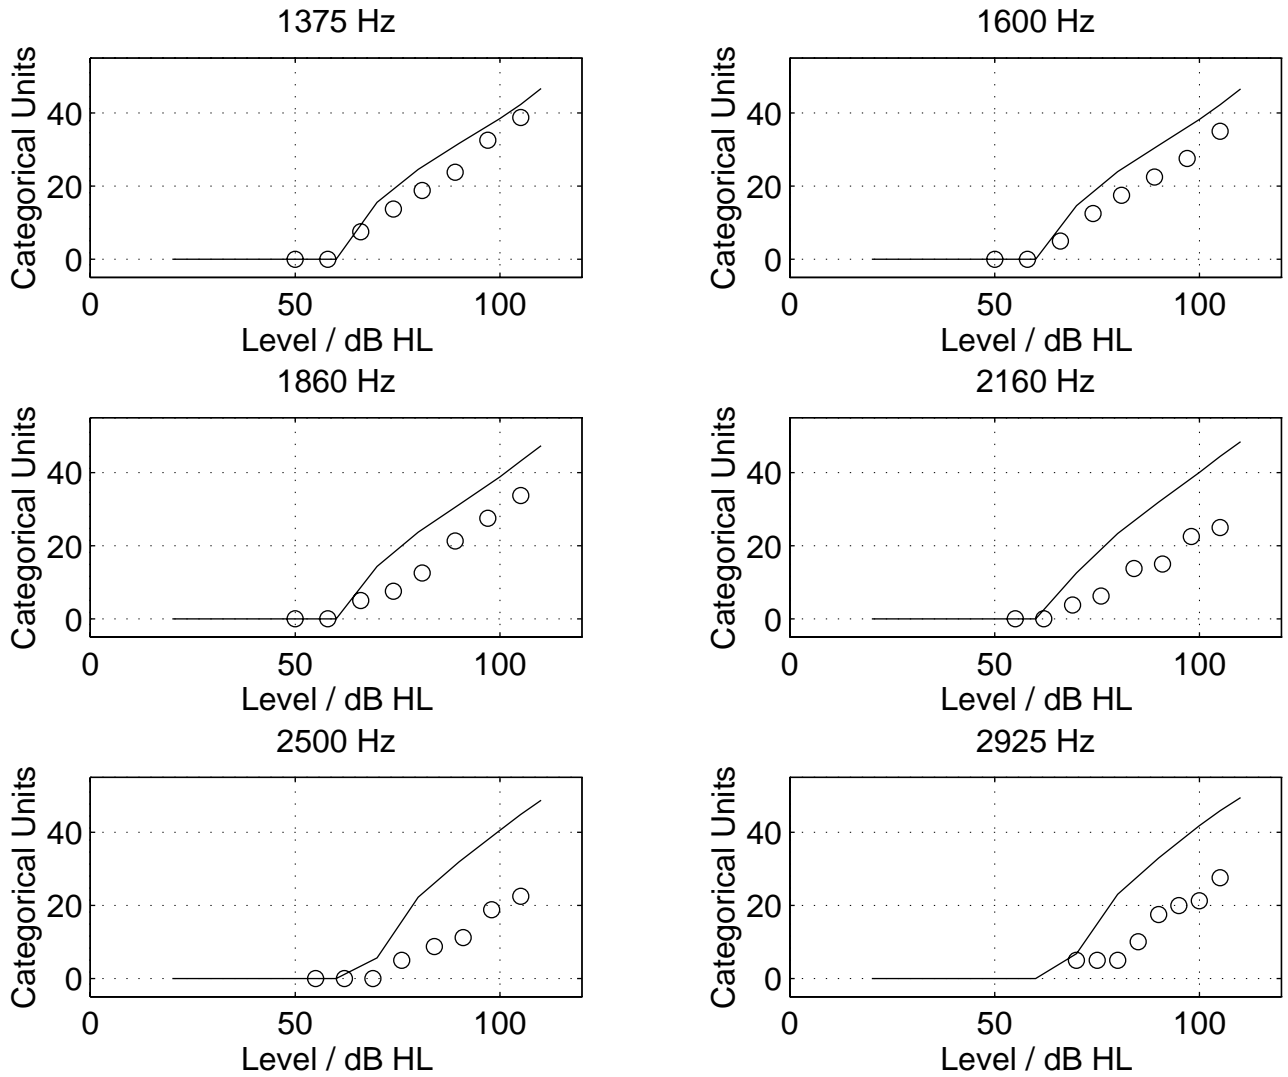 1375 Hz
Categorical Units
40
20
0
0 50 100
Level / dB HL
1600 Hz
Categorical Units
40
20
0
0 50 100
Level / dB HL
1860 Hz
Categorical Units
40
20
0
0 50 100
Level / dB HL
2160 Hz
Categorical Units
40
20
0
0 50 100
Level / dB HL
2500 Hz
Categorical Units
40
20
0
0 50 100
Level / dB HL
2925 Hz
Categorical Units
40
20
0
0 50 100
Level / dB HL